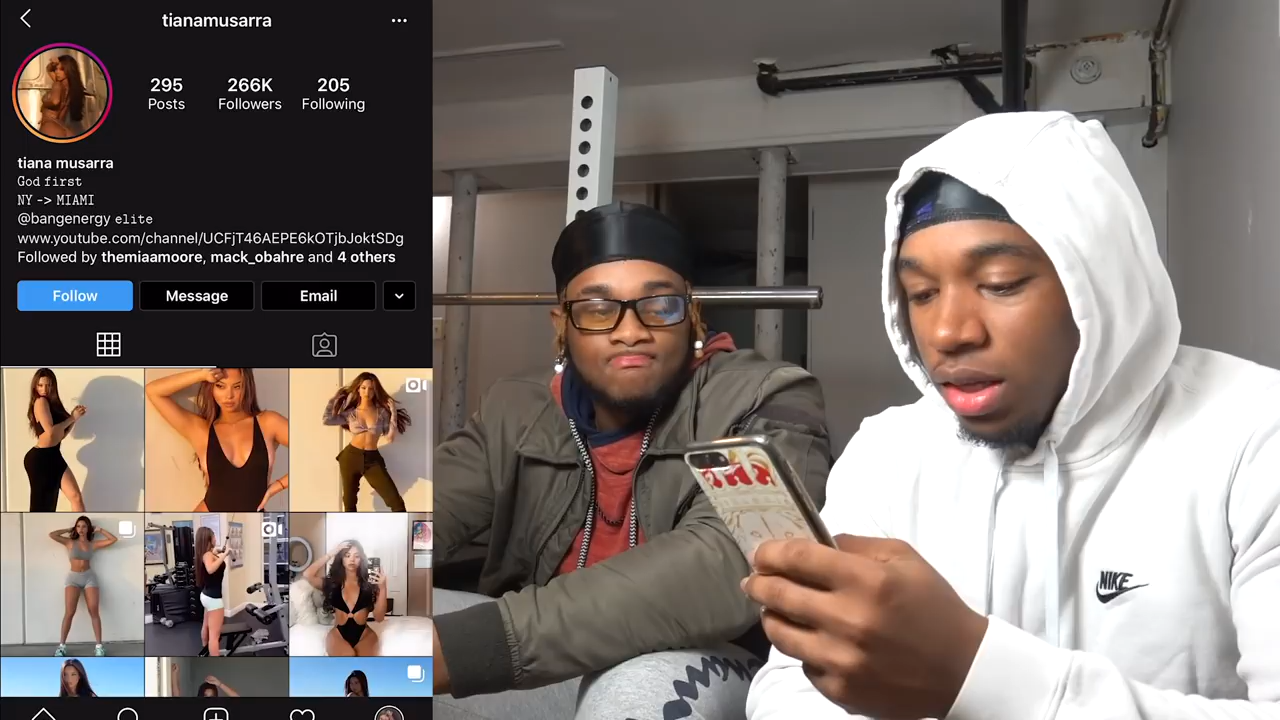 tianamusarra
295 266K 205
Posts Followers Following
tiana musarra
God first
NY -> MIAMI
@bangenergy elite
www.youtube.com/channel/UCFjT46AEPE6kOTjbJoktSDg
Followed by themiaamoore, mack_obahre and 4 others
Follow Message Email
NIKE